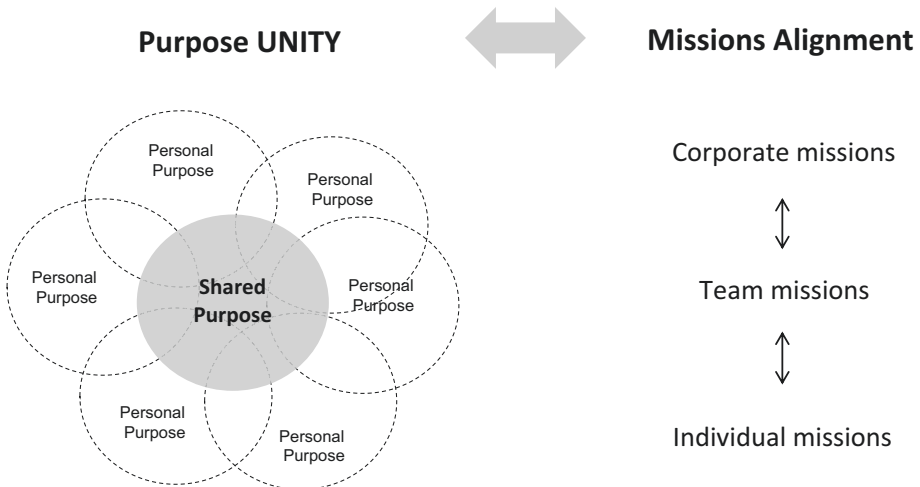 Purpose UNITY
Missions Alignment
Personal
Purpose
Personal
Purpose
Personal
Purpose
Shared
Purpose
Personal
Purpose
Personal
Purpose
Personal
Purpose
Corporate missions
Team missions
Individual missions